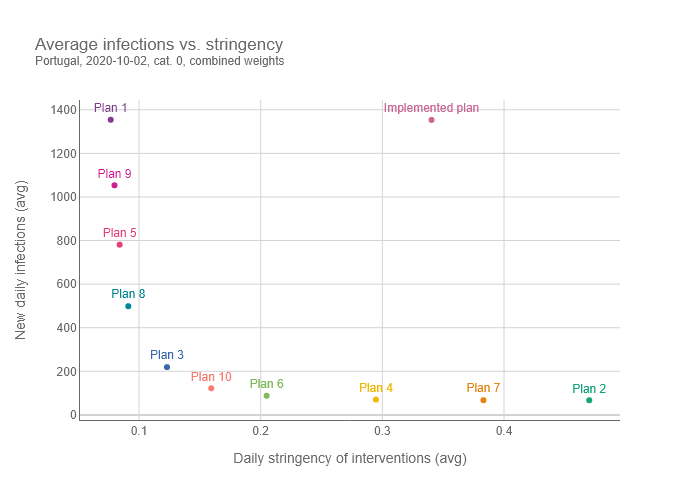 Average infections vs. stringency
Portugal, 2020-10-02, cat. 0, combined weights
New daily infections (avg)
1400
1200
1000
800
600
400
200
0
Plan 1
Implemented plan
Plan 9
Plan 5
Plan 8
Plan 3
Plan 10
Plan 6
Plan 4
Plan 7
Plan 2
0.1
0.2
0.3
0.4
Daily stringency of interventions (avg)